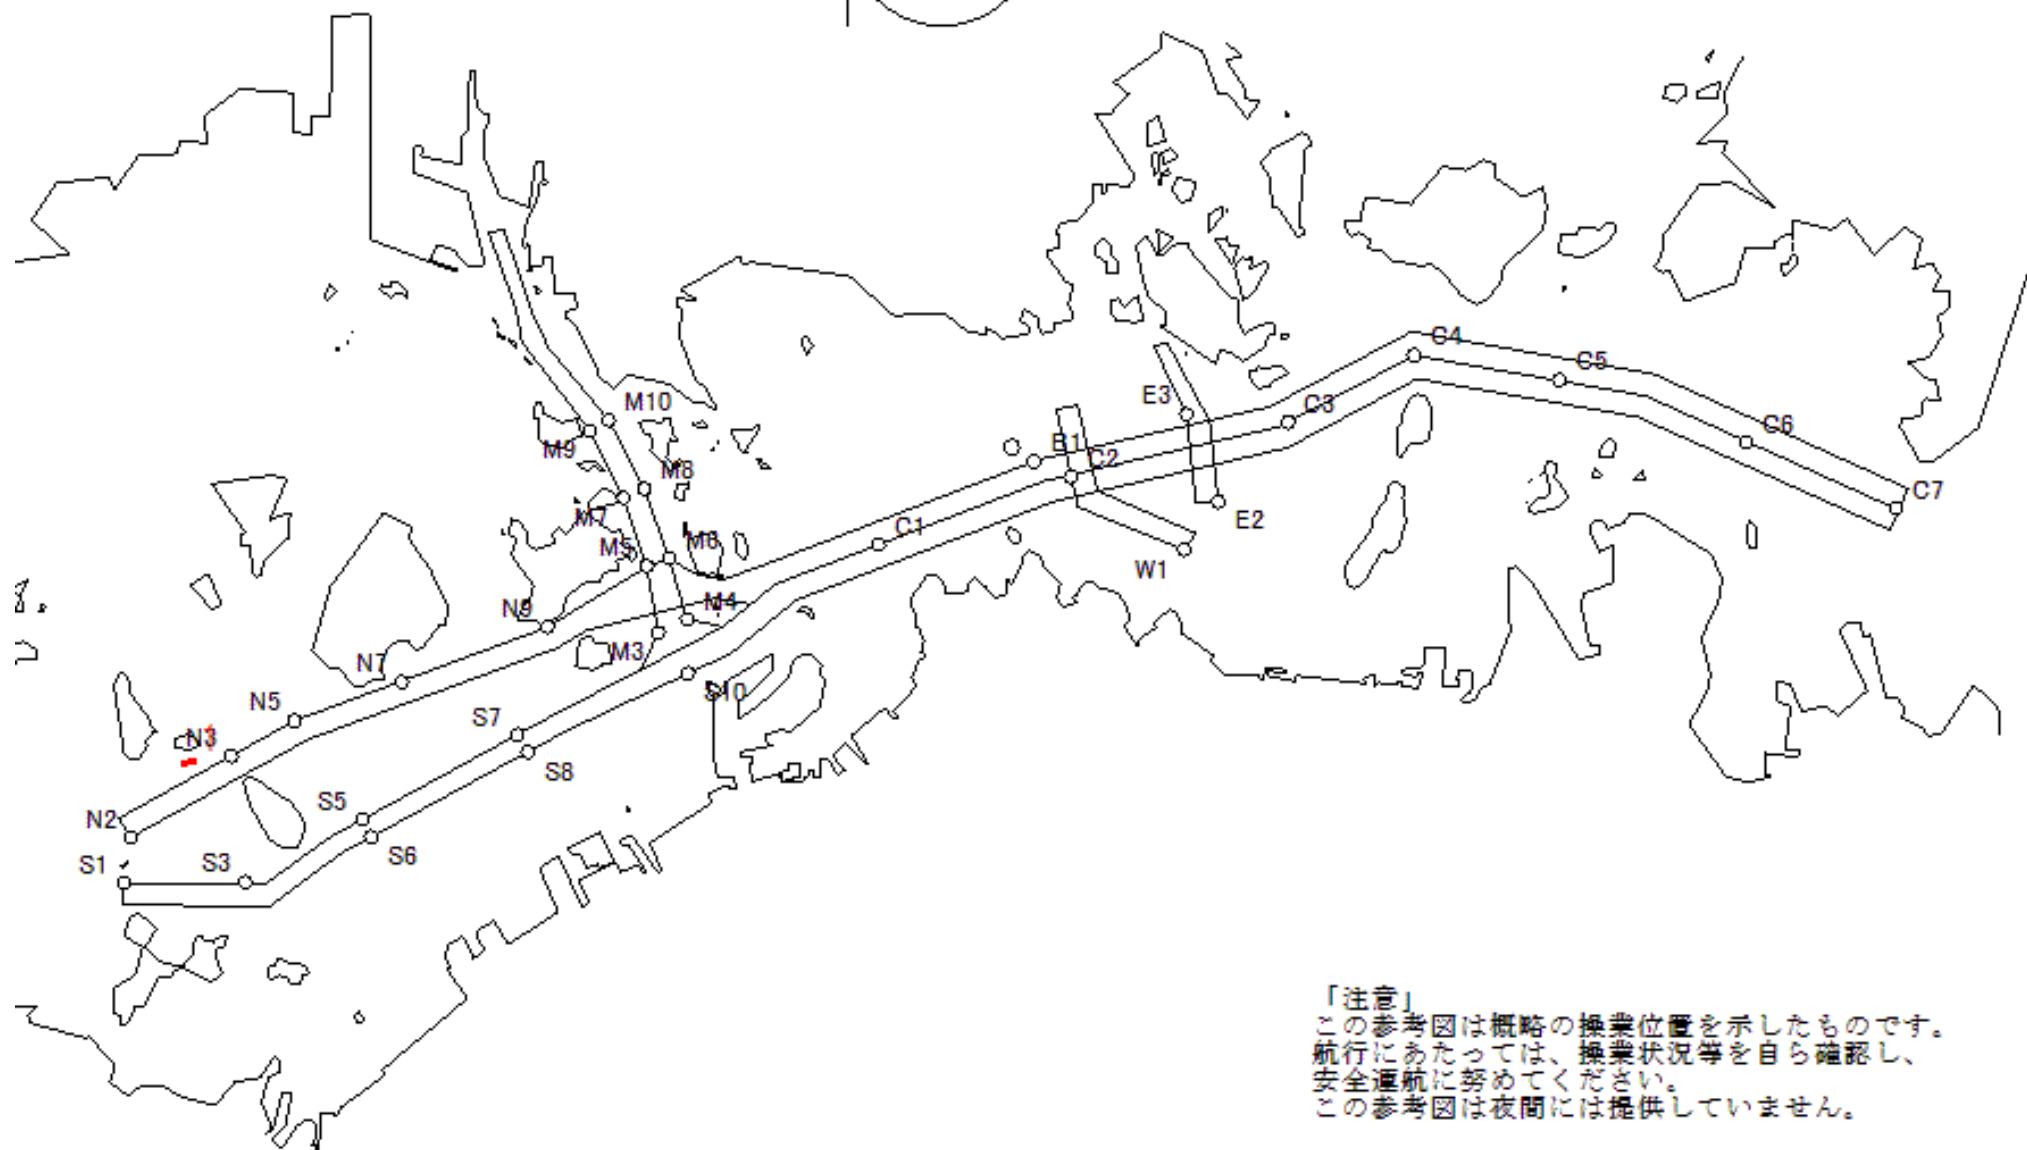 C4
C5
M10
E3
C3
C6
M9
B1
M8
C2
C7
M7
E2
C1
M5
M6
W1
N9
M4
M3
N7
S10
N5
S7
N3
S8
S5
N2
S6
S1
S3
「注意」
この参考図は概略の操業位置を示したものです。
航行にあたっては、操業状況等を自ら確認し、
安全運航に努めてください。
この参考図は夜間には提供していません。